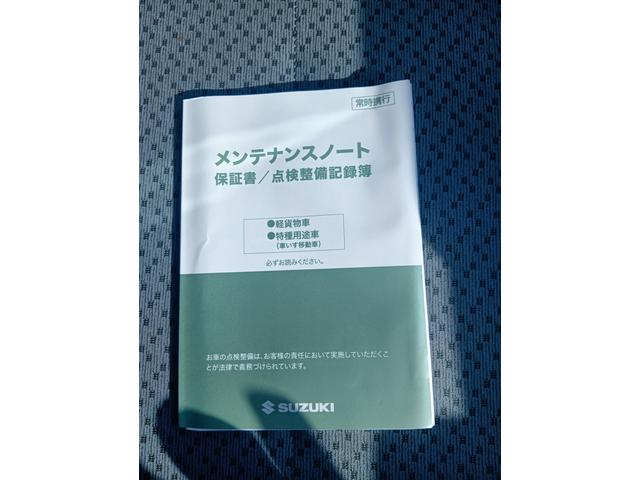 常時携行
メンテナンスノート
保証書／点検整備記録簿
●軽貨物車
●特種用途車
（車いす移動車）
必ずお読みください。
お車の点検整備は、お客様の責任において実施していただくこ
とが法律で義務づけられています。
SUZUKI